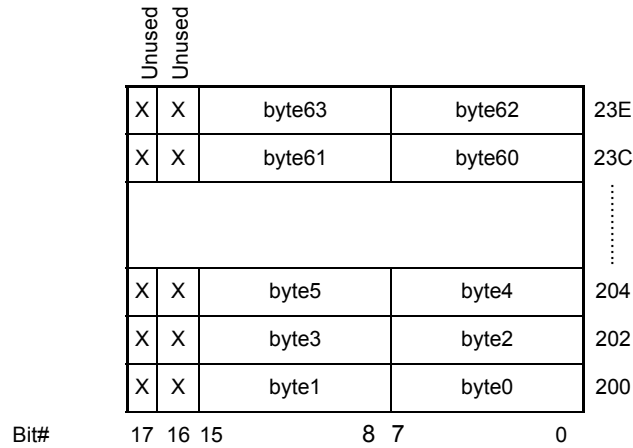 Unused Unused
X X byte63 byte62 23E
X X byte61 byte60 23C
X X byte5 byte4 204
X X byte3 byte2 202
X X byte1 byte0 200
Bit# 17 16 15 8 7 0